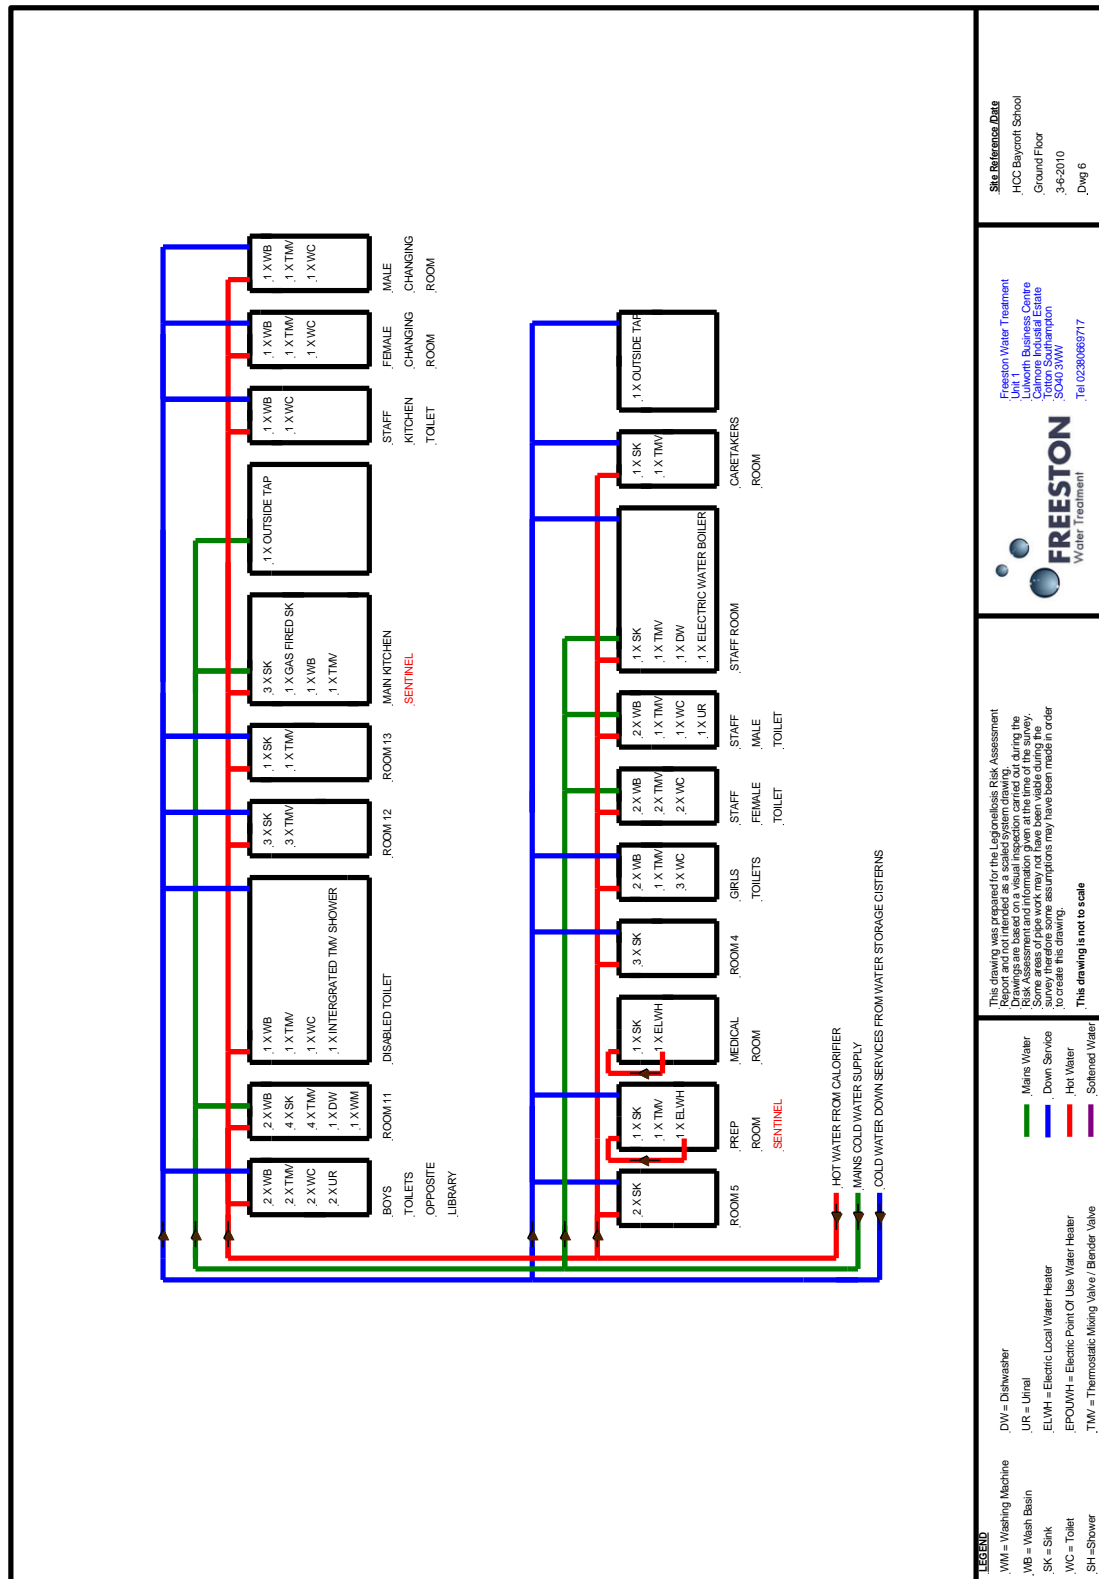 .1 X WB
.1 X TMV
.1 X WC
MALE
CHANGING
ROOM
.1 X WB
.1 X TMV
.1 X WC
FEMALE
CHANGING
ROOM
.1 X WB
.1 X WC
STAFF
KITCHEN
TOILET
.1 X OUTSIDE TAP
.3 X SK
.1 X GAS FIRED SK
.1 X WB
.1 X TMV
MAIN KITCHEN
SENTINEL
.1 X SK
.1 X TMV
ROOM 13
.3 X SK
.3 X TMV
ROOM 12
.1 X WB
.1 X TMV
.1 X WC
.1 X INTERGRATED TMV SHOWER
DISABLED TOILET
.2 X WB
.4 X SK
.4 X TMV
.1 X DW
.1 X WM
ROOM 11
.2 X WB
.2 X TMV
.2 X WC
.2 X UR
BOYS
TOILETS
OPPOSITE
LIBRARY
.1 X OUTSIDE TAP
.1 X SK
.1 X TMV
CARETAKERS
ROOM
.1 X SK
.1 X TMV
.1 X DW
.1 X ELECTRIC WATER BOILER
STAFF ROOM
.2 X WB
.1 X TMV
.1 X WC
.1 X UR
STAFF
MALE
TOILET
.2 X WB
.2 X TMV
.2 X WC
STAFF
FEMALE
TOILET
.2 X WB
.1 X TMV
.3 X WC
GIRLS
TOILETS
.3 X SK
ROOM 4
.1 X SK
.1 X ELWH
MEDICAL
ROOM
.1 X SK
.1 X TMV
.1 X ELWH
PREP
ROOM
SENTINEL
.2 X SK
ROOM 5
HOT WATER FROM CALORIFIER
MAINS COLD WATER SUPPLY
COLD WATER DOWN SERVICES FROM WATER STORAGE CISTERNS
LEGEND
WM = Washing Machine
WB = Wash Basin
SK = Sink
WC = Toilet
SH =Shower
DW = Dishwasher
UR = Urinal
ELWH = Electric Local Water Heater
EPOUWH = Electric Point Of Use Water Heater
TMV = Thermostatic Mixing Valve / Blender Valve
Mains Water
Down Service
Hot Water
Softened Water
This drawing was prepared for the Legionellosis Risk Assessment
Report and not intended as a scaled system drawing.
Drawings are based on a visual inspection carried out during the
Risk Assessment and information given at the time of the survey.
Some areas of pipe work may not have been viable during the
survey therefore some assumptions may have been made in order
to create this drawing.
This drawing is not to scale
FREESTON
Water Treatment
Freeston Water Treatment
Unit 1
Lulworth Business Centre
Calmore Industial Estate
Totton Southampton
SO40 3WW
Tel 02380669717
Site Reference/Date
HCC Baycroft School
Ground Floor
3-6-2010
Dwg 6